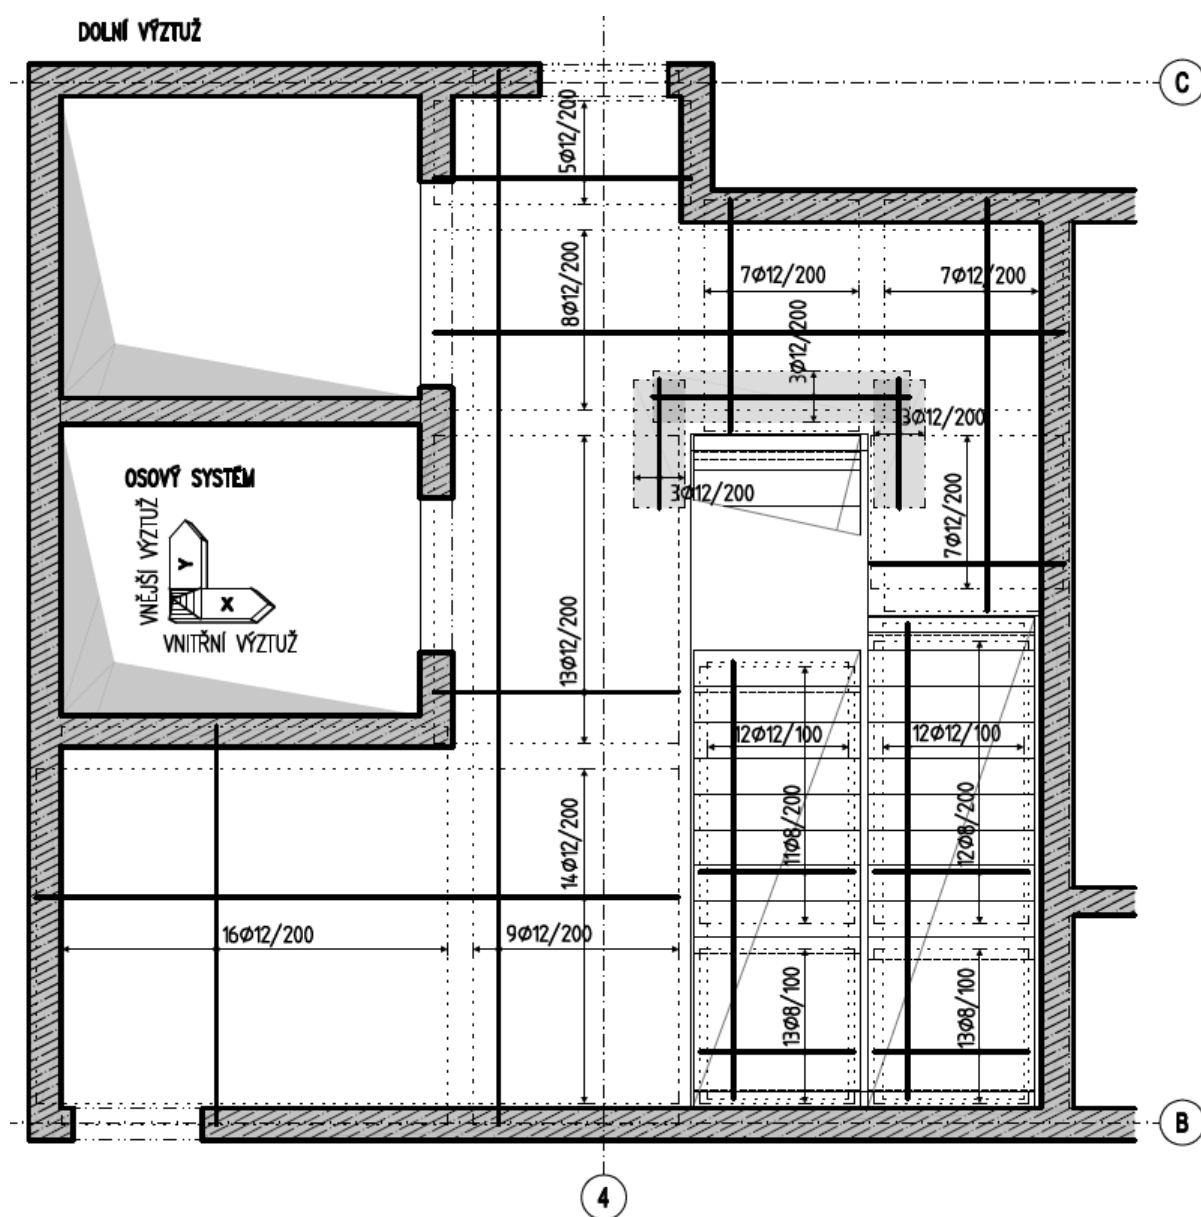 DOLNÍ VÝZTUŽ
C
5Ø12/200
8Ø12/200
7Ø12/200
7Ø12/200
3Ø12/200
3Ø12/200
3Ø12/200
7Ø12/200
OSOVÝ SYSTÉM
VNĚJŠÍ VÝZTUŽ
Y
X
VNITŘNÍ VÝZTUŽ
13Ø12/200
12Ø12/100
12Ø12/100
11Ø8/200
12Ø8/200
14Ø12/200
16Ø12/200
9Ø12/200
13Ø8/100
13Ø8/100
B
4